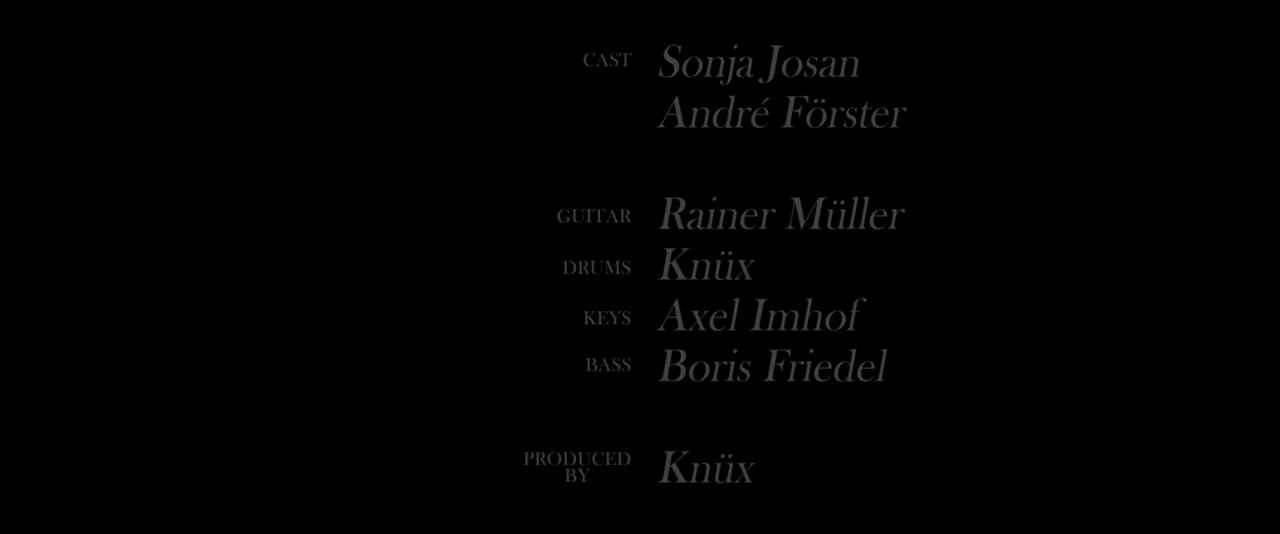 CAST Sonja Josan
André Förster
GUITAR Rainer Müller
DRUMS Knüx
KEYS Axel Imhof
BASS Boris Friedel
PRODUCED BY Knüx